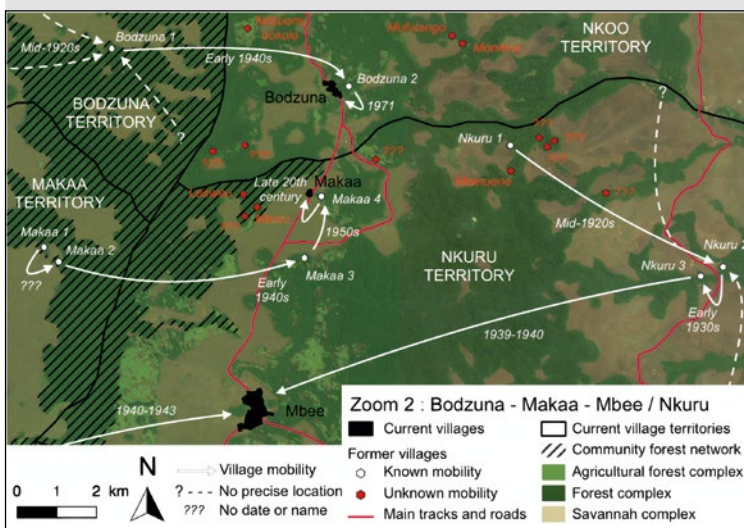 Mid-1920s
Bodzuna 1
Early 1940s
Bodzuna 2
Bodzuna
1971
BODZUNA
TERRITORY
?
NKOO
TERRITORY
?
Nkuru 1
???
???
???
???
???
MAKAA
TERRITORY
Makaa 1
Makaa 2
???
Late 20th
century
Makaa
Makaa 4
1950s
Makaa 3
Early
1940s
Mid-1920s
NKURU
TERRITORY
Nkuru 2
Nkuru 3
Early
1930s
1939-1940
1940-1943
Mbee
Zoom 2 : Bodzuna - Makaa - Mbee / Nkuru
Current villages
Current village territories
Former villages
Community forest network
Known mobility
Agricultural forest complex
Unknown mobility
Forest complex
Main tracks and roads
Savannah complex
N
Village mobility
? No precise location
??? No date or name
0 1 2 km